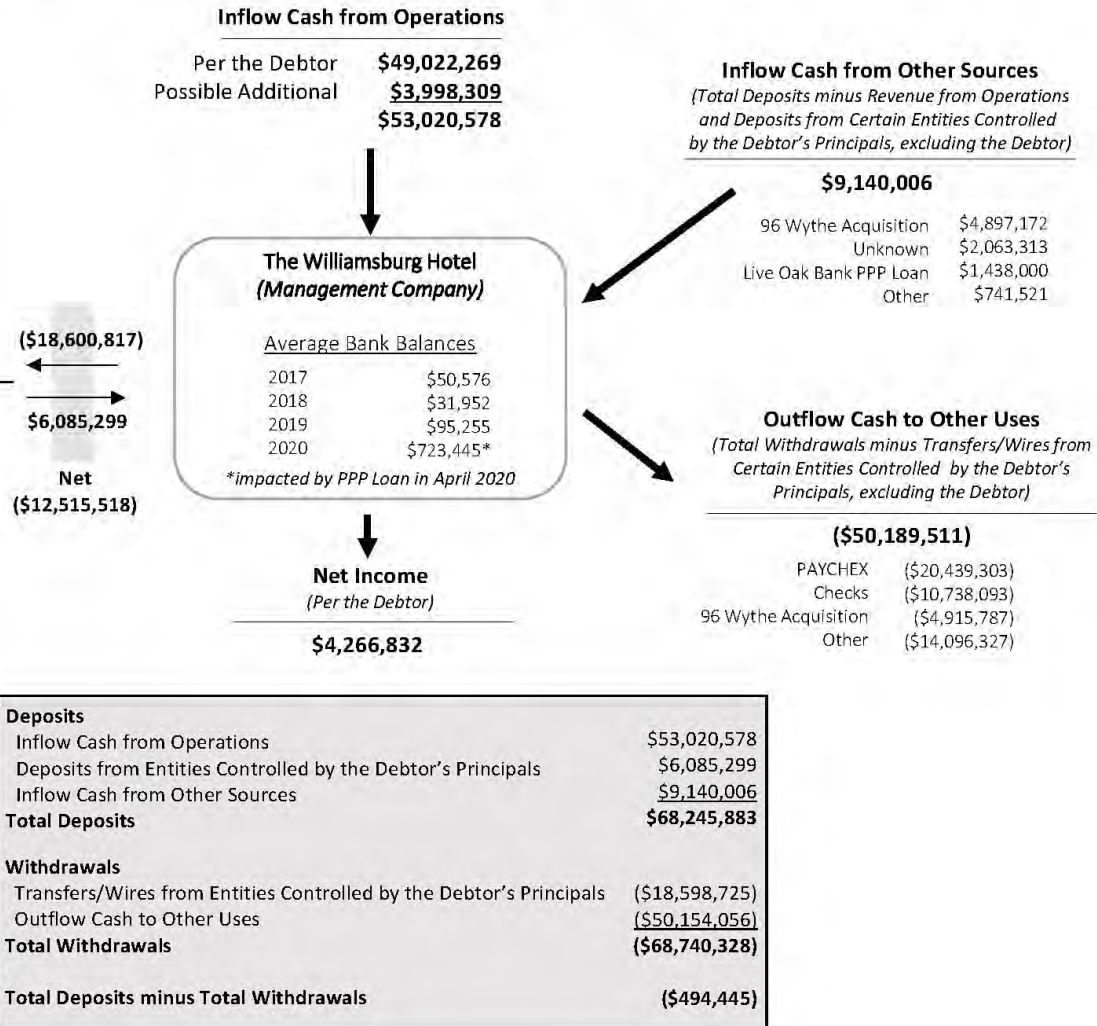 Inflow Cash from Operations
Per the Debtor $49,022,269
Possible Additional $3,998,309
$53,020,578
Inflow Cash from Other Sources
(Total Deposits minus Revenue from Operations
and Deposits from Certain Entities Controlled
by the Debtor's Principals, excluding the Debtor)
$9,140,006
96 Wythe Acquisition $4,897,172
Unknown $2,063,313
Live Oak Bank PPP Loan $1,438,000
Other $741,521
The Williamsburg Hotel
(Management Company)
Average Bank Balances
2017 $50,576
2018 $31,952
2019 $95,255
2020 $723,445*
*impacted by PPP Loan in April 2020
($18,600,817)
$6,085,299
Net
($12,515,518)
Outflow Cash to Other Uses
(Total Withdrawals minus Transfers/Wires from
Certain Entities Controlled by the Debtor's
Principals, excluding the Debtor)
($50,189,511)
PAYCHEX ($20,439,303)
Checks ($10,738,093)
96 Wythe Acquisition ($4,915,787)
Other ($14,096,327)
Net Income
(Per the Debtor)
$4,266,832
Deposits
Inflow Cash from Operations $53,020,578
Deposits from Entities Controlled by the Debtor's Principals $6,085,299
Inflow Cash from Other Sources $9,140,006
Total Deposits $68,245,883
Withdrawals
Transfers/Wires from Entities Controlled by the Debtor's Principals ($18,598,725)
Outflow Cash to Other Uses ($50,154,056)
Total Withdrawals ($68,740,328)
Total Deposits minus Total Withdrawals ($494,445)